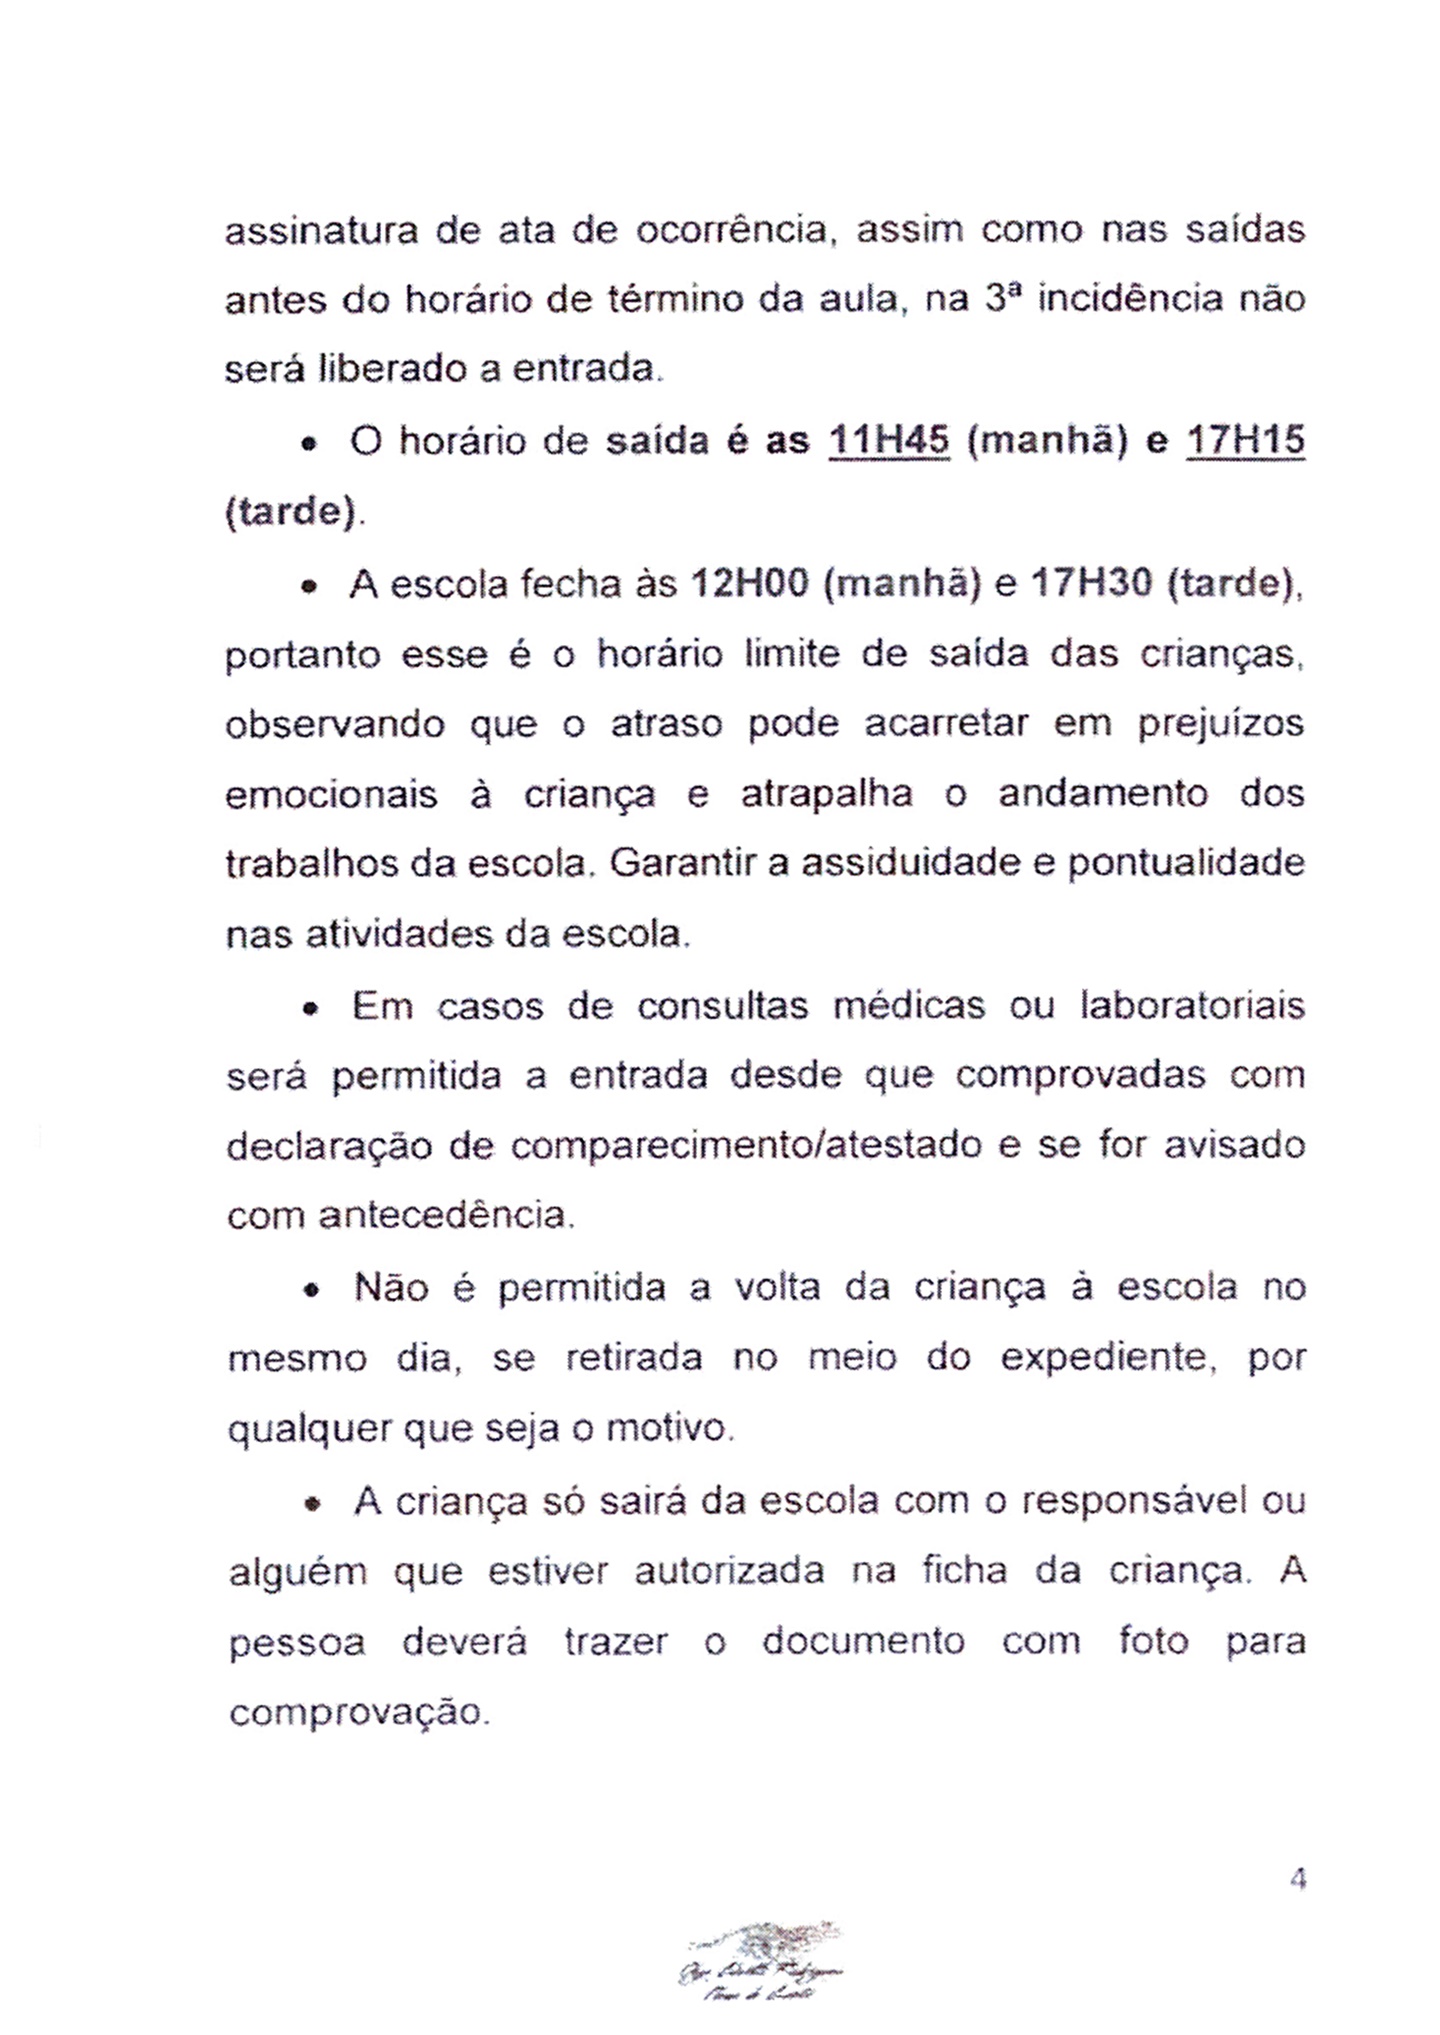 assinatura de ata de ocorrência, assim como nas saídas
antes do horário de término da aula, na 3ª incidência não
será liberado a entrada.
• O horário de saída é as 11H45 (manhã) e 17H15
(tarde).
• A escola fecha às 12H00 (manhã) e 17H30 (tarde),
portanto esse é o horário limite de saída das crianças,
observando que o atraso pode acarretar em prejuízos
emocionais à criança e atrapalha o andamento dos
trabalhos da escola. Garantir a assiduidade e pontualidade
nas atividades da escola.
• Em casos de consultas médicas ou laboratoriais
será permitida a entrada desde que comprovadas com
declaração de comparecimento/atestado e se for avisado
com antecedência.
• Não é permitida a volta da criança à escola no
mesmo dia, se retirada no meio do expediente, por
qualquer que seja o motivo.
• A criança só sairá da escola com o responsável ou
alguém que estiver autorizada na ficha da criança. A
pessoa deverá trazer o documento com foto para
comprovação.
4